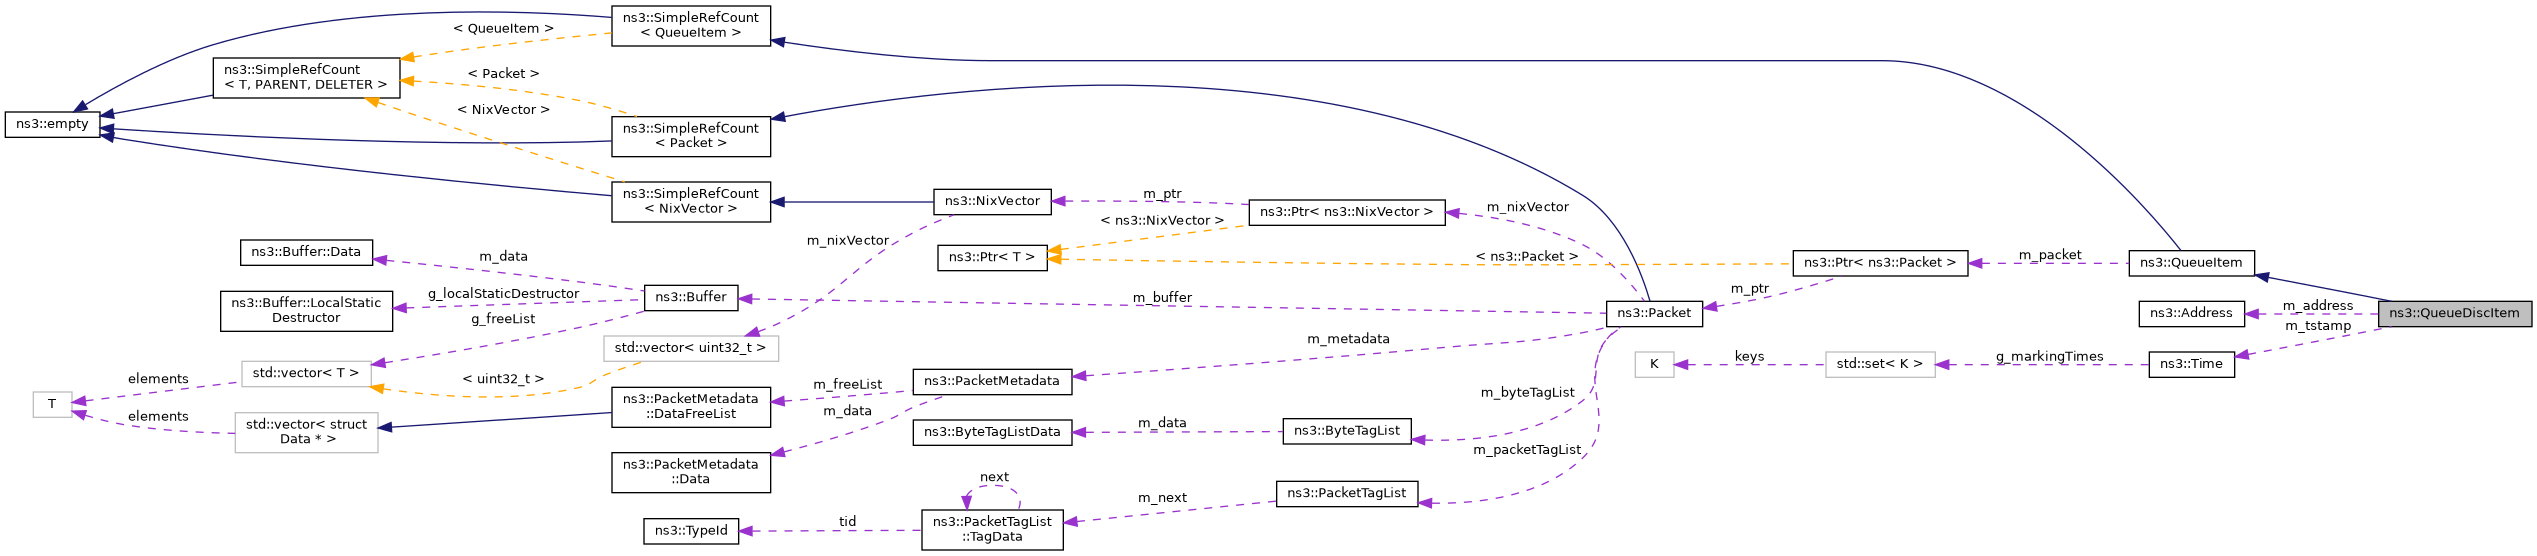 ns3::SimpleRefCount
< QueueItem >
< QueueItem >
ns3::SimpleRefCount
< T, PARENT, DELETER >
< Packet >
< NixVector >
ns3::empty
ns3::SimpleRefCount
< Packet >
ns3::SimpleRefCount
< NixVector >
ns3::NixVector
m_ptr
ns3::Ptr< ns3::NixVector >
m_nixVector
< ns3::NixVector >
m_nixVector
ns3::Buffer::Data
m_data
ns3::Ptr< T >
< ns3::Packet >
ns3::Ptr< ns3::Packet >
m_packet
ns3::QueueItem
m_ptr
ns3::Buffer::LocalStatic
Destructor
g_localStaticDestructor
ns3::Buffer
m_buffer
ns3::Packet
ns3::Address
m_address
ns3::QueueDiscItem
m_tstamp
g_freeList
std::vector< uint32_t >
m_metadata
K
keys
std::set< K >
g_markingTimes
ns3::Time
std::vector< T >
elements
< uint32_t >
T
elements
std::vector< struct
Data * >
ns3::PacketMetadata
::DataFreeList
m_freeList
m_data
ns3::PacketMetadata
m_byteTagList
ns3::ByteTagListData
m_data
ns3::ByteTagList
m_packetTagList
ns3::PacketMetadata
::Data
next
m_next
ns3::PacketTagList
ns3::TypeId
tid
ns3::PacketTagList
::TagData